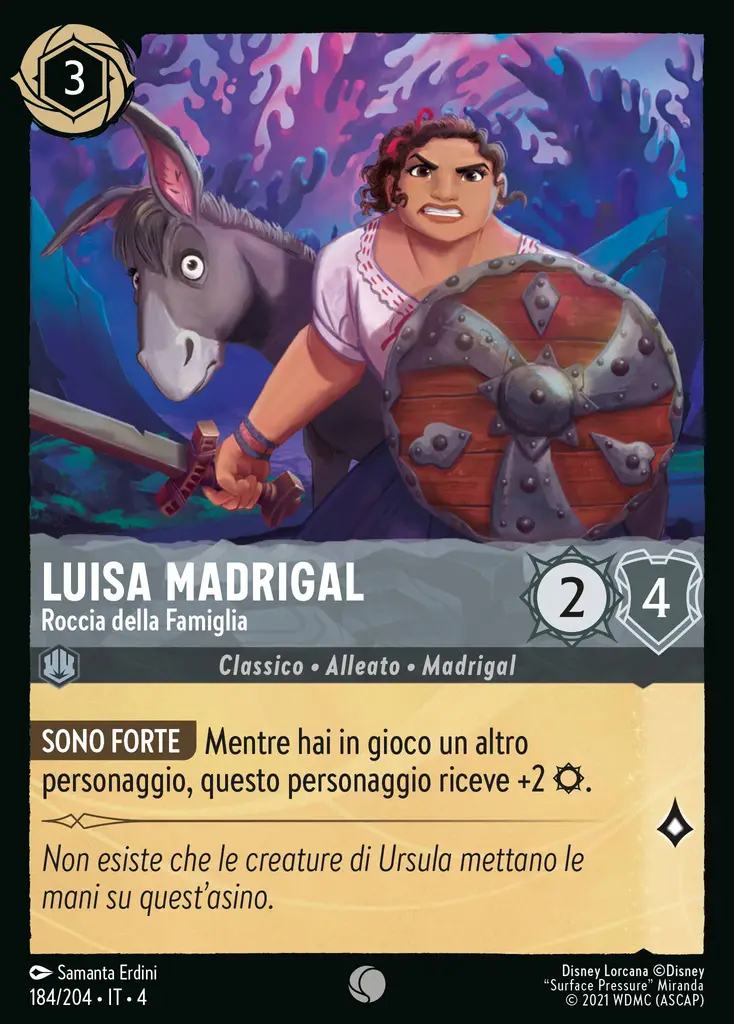 3
LUISA MADRIGAL
Roccia della Famiglia
2
4
Classico • Alleato • Madrigal
SONO FORTE Mentre hai in gioco un altro
personaggio, questo personaggio riceve +2 .
Non esiste che le creature di Ursula mettano le
mani su quest'asino.
Samanta Erdini
184/204 • IT • 4
Disney Lorcana ©Disney
“Surface Pressure” Miranda
© 2021 WDMC (ASCAP)